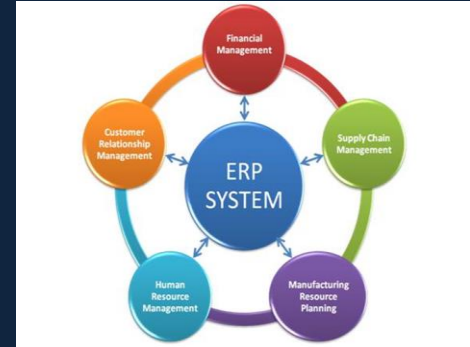 Financial
Management
Customer
Relationship
Management
Supply Chain
Management
ERP
SYSTEM
Human
Resource
Management
Manufacturing
Resource
Planning